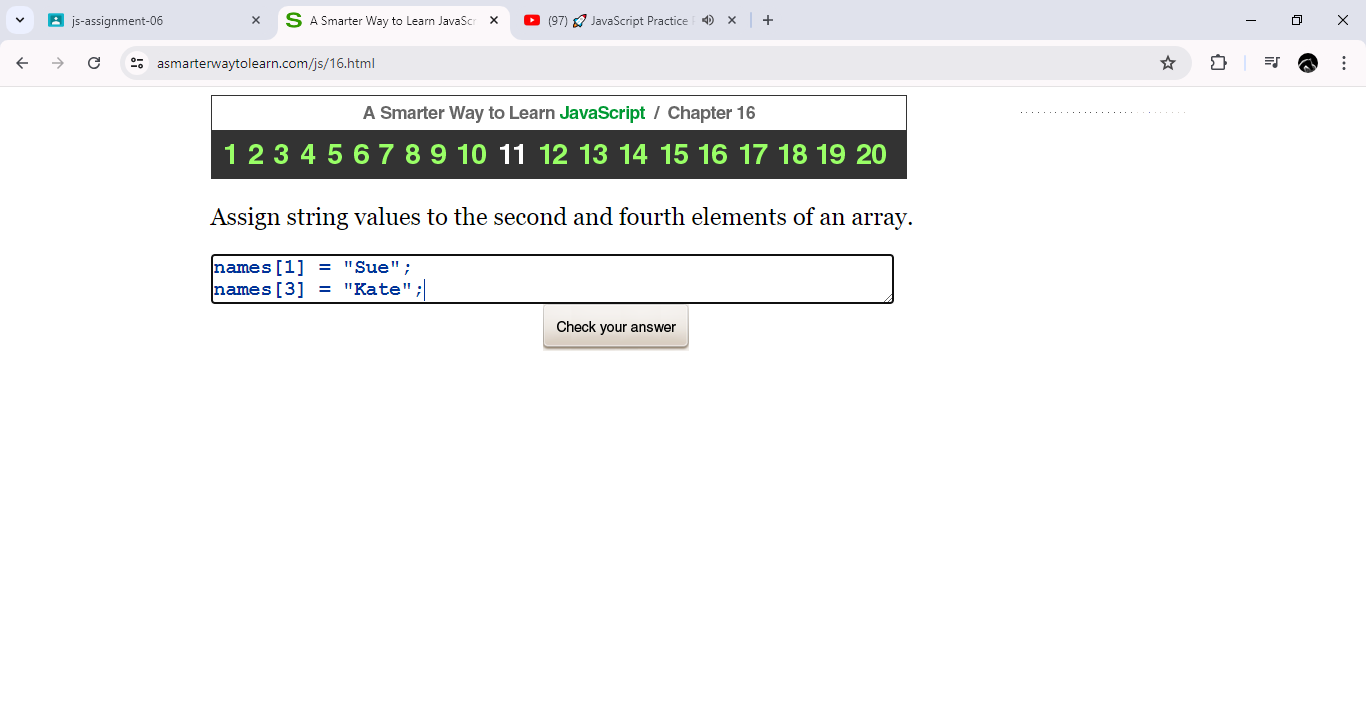 js-assignment-06
A Smarter Way to Learn JavaSc
(97) 🚀 JavaScript Practice
asmarterwaytolearn.com/js/16.html
A Smarter Way to Learn JavaScript / Chapter 16
1 2 3 4 5 6 7 8 9 10 11 12 13 14 15 16 17 18 19 20
Assign string values to the second and fourth elements of an array.
names[1] = "Sue";
names[3] = "Kate";
Check your answer